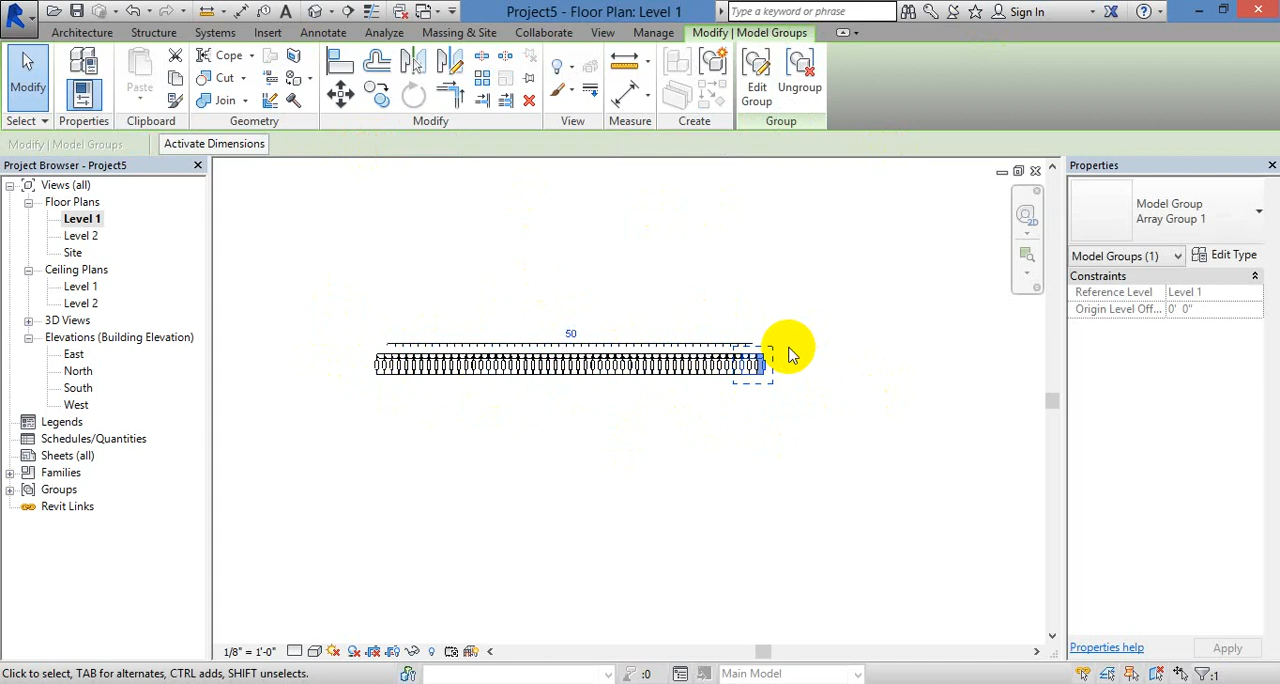 Project5 - Floor Plan: Level 1
Type a keyword or phrase
Sign In
Architecture Structure Systems Insert Annotate Analyze Massing & Site Collaborate View Manage Modify | Model Groups
Modify
Paste
Cope
Cut
Join
Edit
Group
Ungroup
Select Properties Clipboard Geometry Modify View Measure Create Group
Modify | Model Groups
Activate Dimensions
Project Browser - Project5
Views (all)
Floor Plans
Level 1
Level 2
Site
Ceiling Plans
Level 1
Level 2
3D Views
Elevations (Building Elevation)
East
North
South
West
Legends
Schedules/Quantities
Sheets (all)
Families
Groups
Revit Links
50
2D
Properties
Model Group
Array Group 1
Model Groups (1)
Edit Type
Constraints
Reference Level Level 1
Origin Level Off... 0' 0"
Properties help
Apply
1/8" = 1'-0"
Click to select, TAB for alternates, CTRL adds, SHIFT unselects.
:0
Main Model
:1